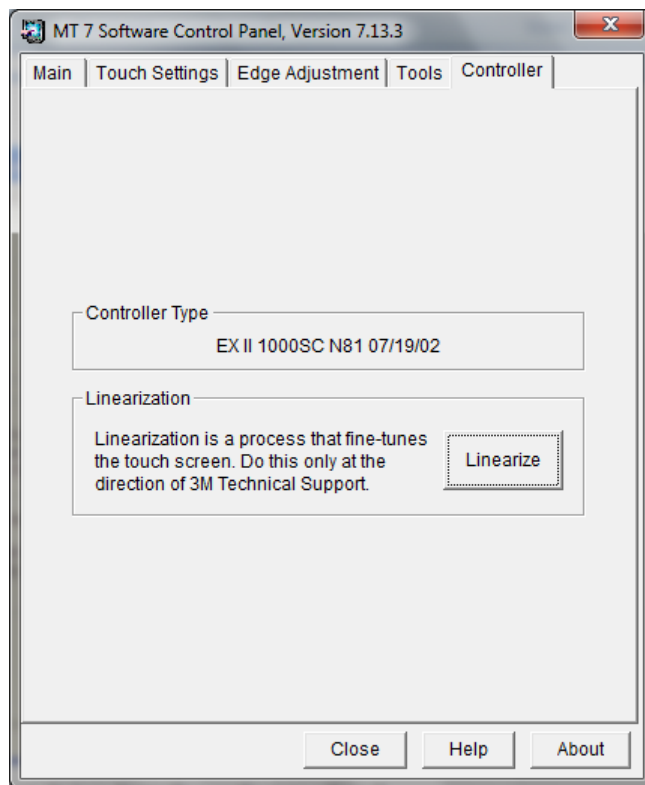 MT 7 Software Control Panel, Version 7.13.3
Main Touch Settings Edge Adjustment Tools Controller
Controller Type
EX II 1000SC N81 07/19/02
Linearization
Linearization is a process that fine-tunes
the touch screen. Do this only at the
direction of 3M Technical Support.
Linearize
Close Help About